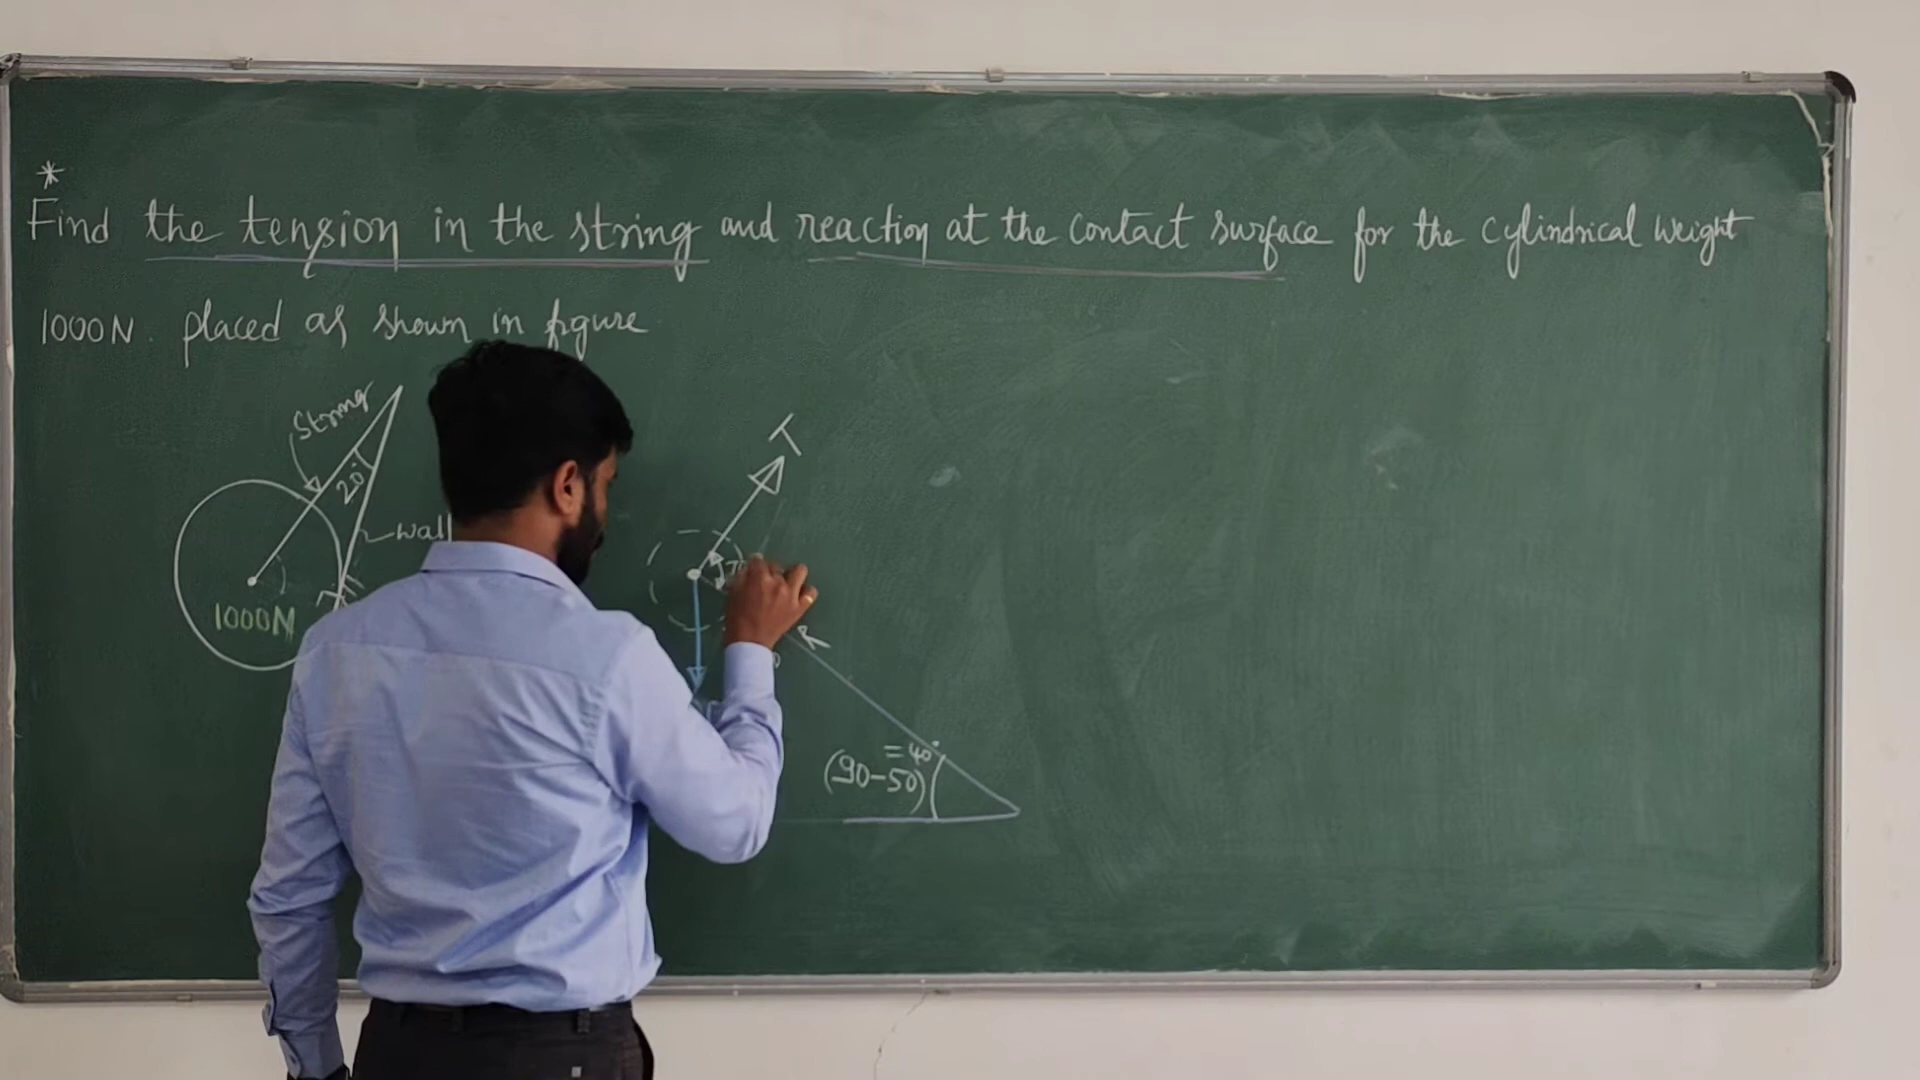 *
Find the tension in the string and reaction at the contact surface for the cylindrical weight
1000N. placed as shown in figure
String
20°
wall
1000N
T
R
= 40°
(90-50)